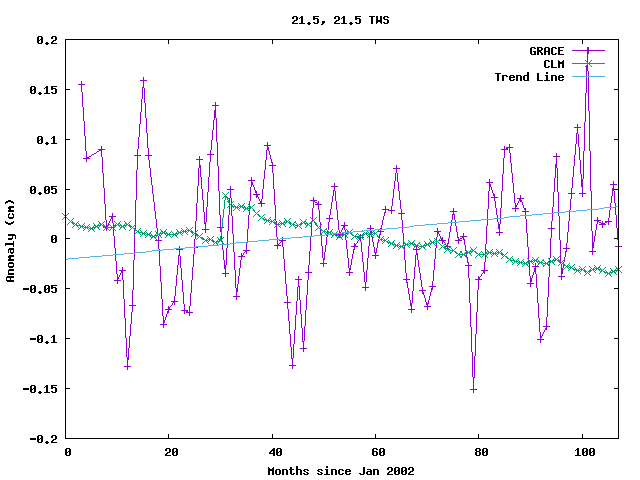 21.5, 21.5 TWS
GRACE
CLM
Trend Line
0.2
0.15
0.1
0.05
0
-0.05
-0.1
-0.15
-0.2
Anomaly (cm)
0 20 40 60 80 100
Months since Jan 2002